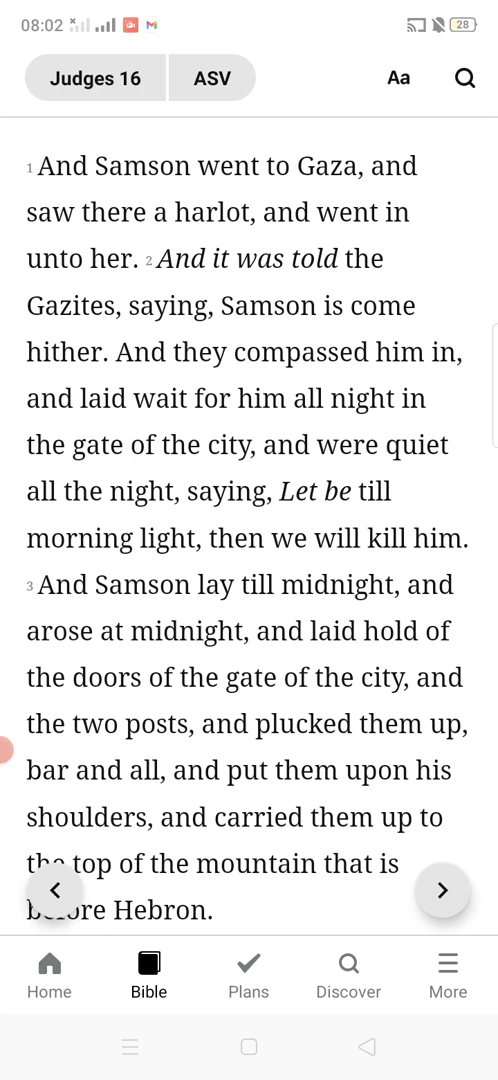 08:02 28
Judges 16 ASV Aa
1 And Samson went to Gaza, and
saw there a harlot, and went in
unto her. 2 And it was told the
Gazites, saying, Samson is come
hither. And they compassed him in,
and laid wait for him all night in
the gate of the city, and were quiet
all the night, saying, Let be till
morning light, then we will kill him.
3 And Samson lay till midnight, and
arose at midnight, and laid hold of
the doors of the gate of the city, and
the two posts, and plucked them up,
bar and all, and put them upon his
shoulders, and carried them up to
the top of the mountain that is
before Hebron.
Home Bible Plans Discover More